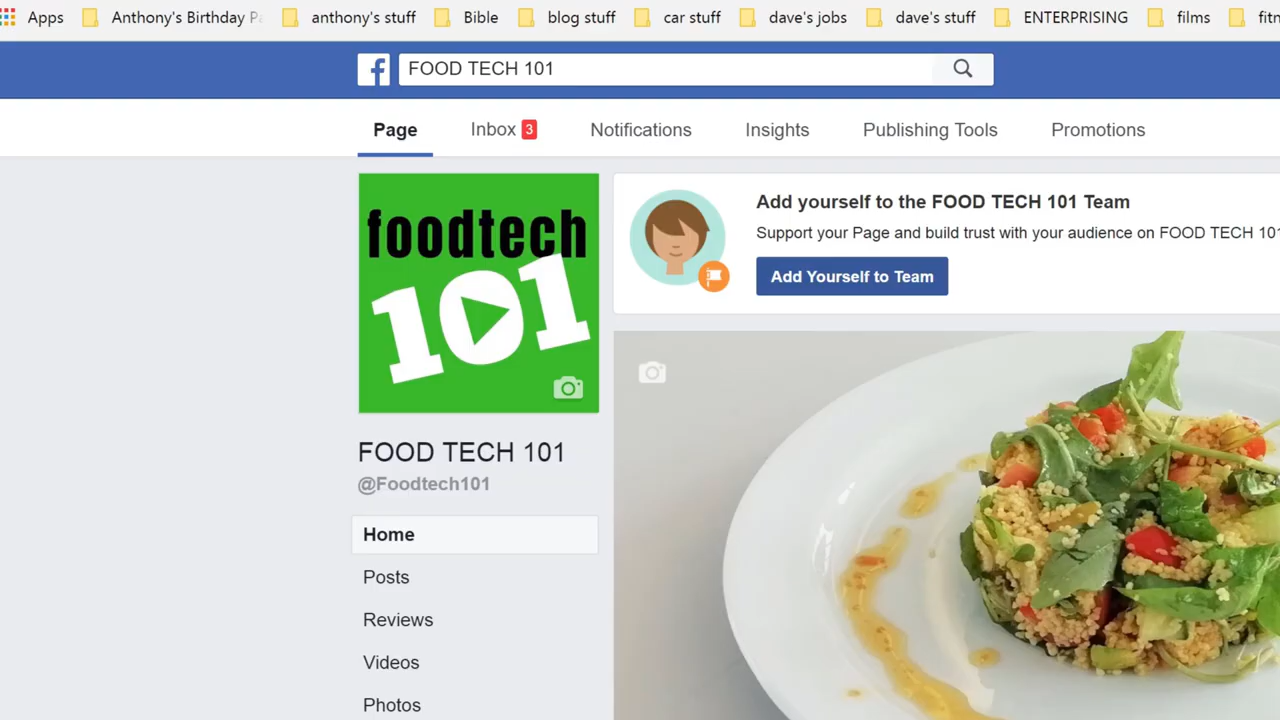 Apps Anthony's Birthday Pa anthony's stuff Bible blog stuff car stuff dave's jobs dave's stuff ENTERPRISING films fitn
FOOD TECH 101
Page Inbox 3 Notifications Insights Publishing Tools Promotions
foodtech
101
Add yourself to the FOOD TECH 101 Team
Support your Page and build trust with your audience on FOOD TECH 101
Add Yourself to Team
FOOD TECH 101
@Foodtech101
Home
Posts
Reviews
Videos
Photos